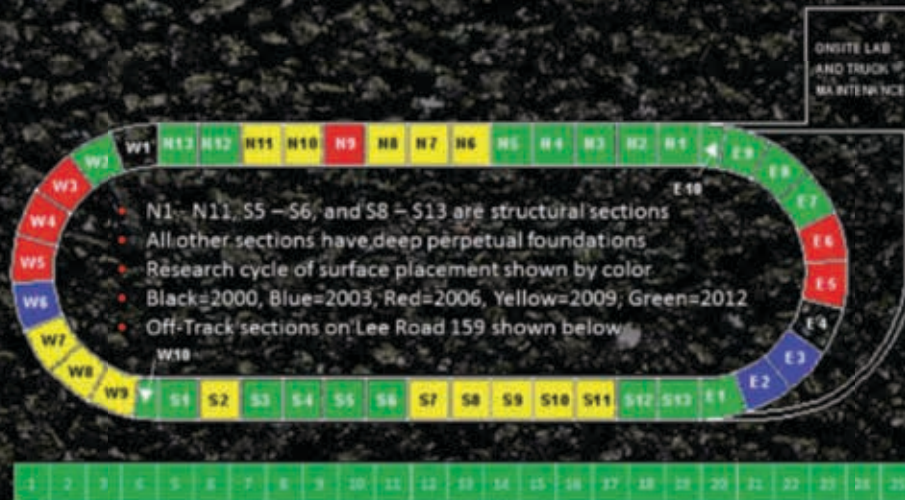 ONSITE LAB
AND TRUCK
MAINTENANCE
W2 W1 N13 N12 N11 N10 N9 N8 N7 N6 N5 N4 N3 N2 N1 E9
E8
E10
W3
E7
N1 - N11, S5 – S6, and S8 – S13 are structural sections
W4
All other sections have deep perpetual foundations
E6
W5
Research cycle of surface placement shown by color
E5
W6
Black=2000, Blue=2003, Red=2006, Yellow=2009, Green=2012
E4
Off-Track sections on Lee Road 159 shown below
W7
W10
E3
W8
E2
W9 S1 S2 S3 S4 S5 S6 S7 S8 S9 S10 S11 S12 S13 E1
1 2 3 5 7 8 9 10 11 12 13 14 15 16 17 19 20 21 22 23 24 25